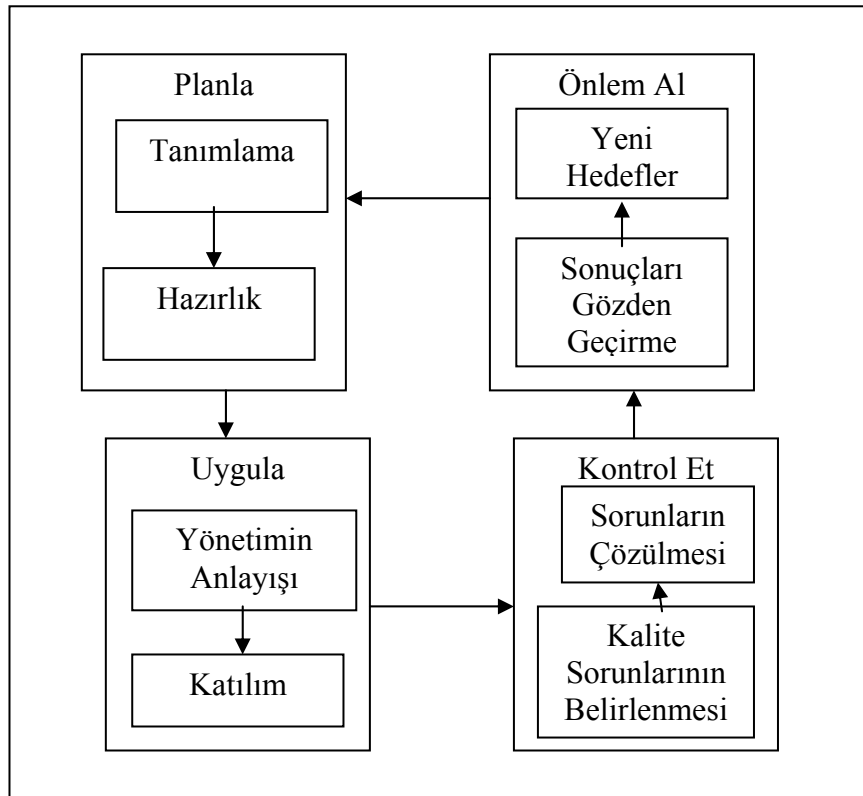 Planla
Tanımlama
Hazırlık
Önlem Al
Yeni
Hedefler
Sonuçları
Gözden
Geçirme
Uygula
Yönetimin
Anlayışı
Katılım
Kontrol Et
Sorunların
Çözülmesi
Kalite
Sorunlarının
Belirlenmesi